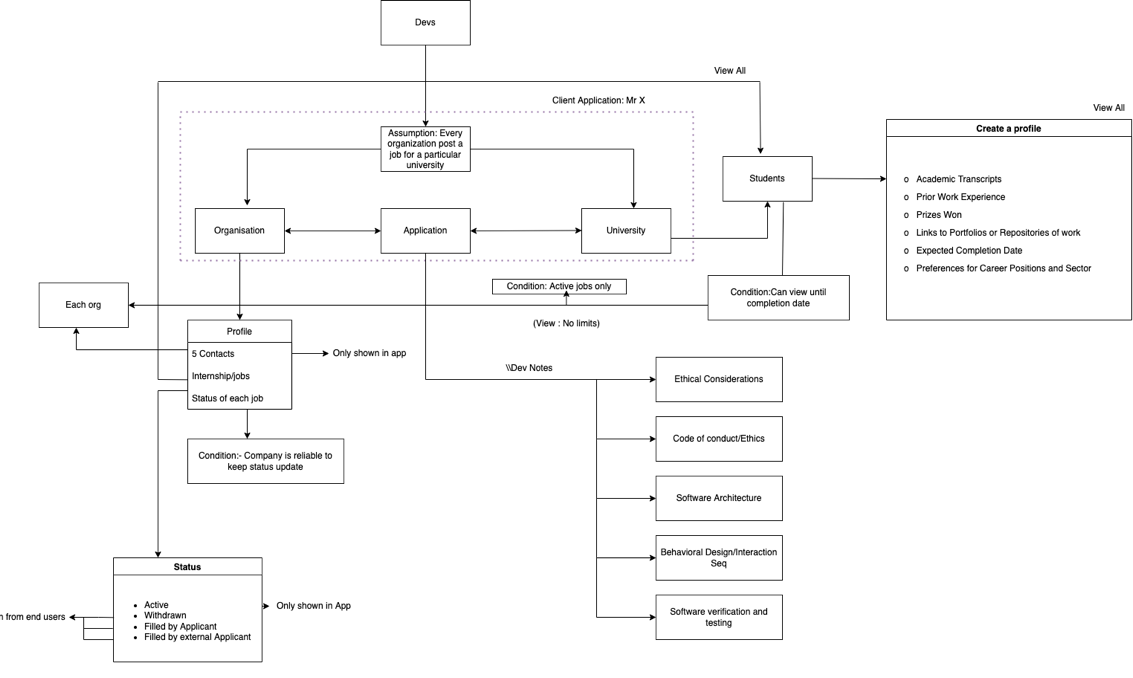 Devs
View All
Client Application: Mr X
View All
Assumption: Every
organization post a
job for a particular
university
Create a profile
Students
o Academic Transcripts
o Prior Work Experience
o Prizes Won
o Links to Portfolios or Repositories of work
o Expected Completion Date
o Preferences for Career Positions and Sector
Organisation
Application
University
Each org
Condition: Active jobs only
Condition:Can view until
completion date
(View : No limits)
Profile
5 Contacts
Internship/jobs
Status of each job
Only shown in app
\\Dev Notes
Ethical Considerations
Code of conduct/Ethics
Condition:- Company is reliable to
keep status update
Software Architecture
Behavioral Design/Interaction
Seq
Software verification and
testing
Status
• Active
• Withdrawn
• Filled by Applicant
• Filled by external Applicant
Only shown in App
from end users